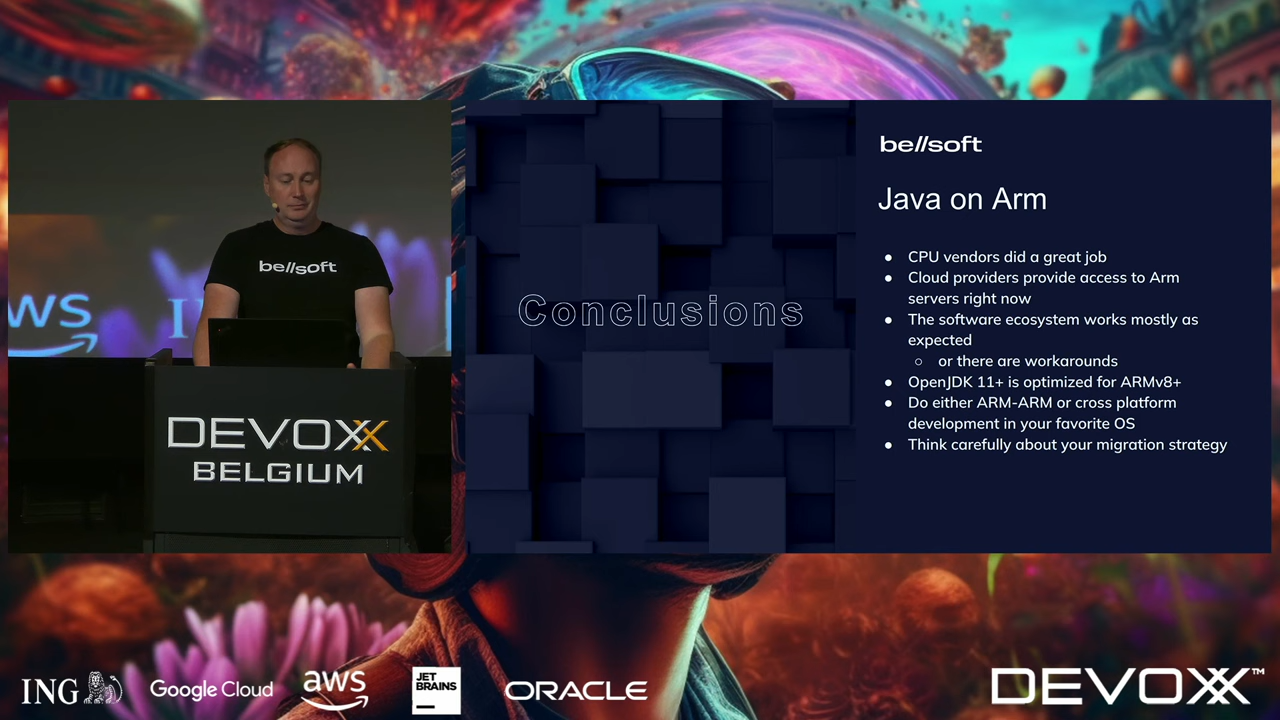 aws
bellsoft
DEVOXX
BELGIUM
Conclusions
bellsoft
Java on Arm
● CPU vendors did a great job
● Cloud providers provide access to Arm
servers right now
● The software ecosystem works mostly as
expected
○ or there are workarounds
● OpenJDK 11+ is optimized for ARMv8+
● Do either ARM-ARM or cross platform
development in your favorite OS
● Think carefully about your migration strategy
ING
Google Cloud
aws
JET
BRAINS
ORACLE
DEVOXX™